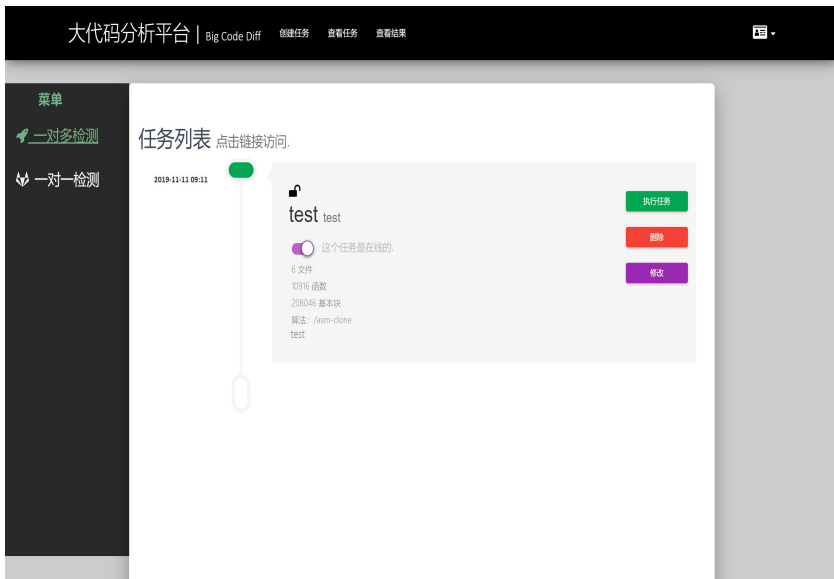 大代码分析平台 | Big Code Diff 创建任务 查看任务 查看结果
菜单
一对多检测
一对一检测
任务列表 点击链接访问.
2019-11-11 09:11
test test
这个任务是在线的.
6 文件
10916 函数
208046 基本块
算法: /asm-clone
test
执行任务
删除
修改